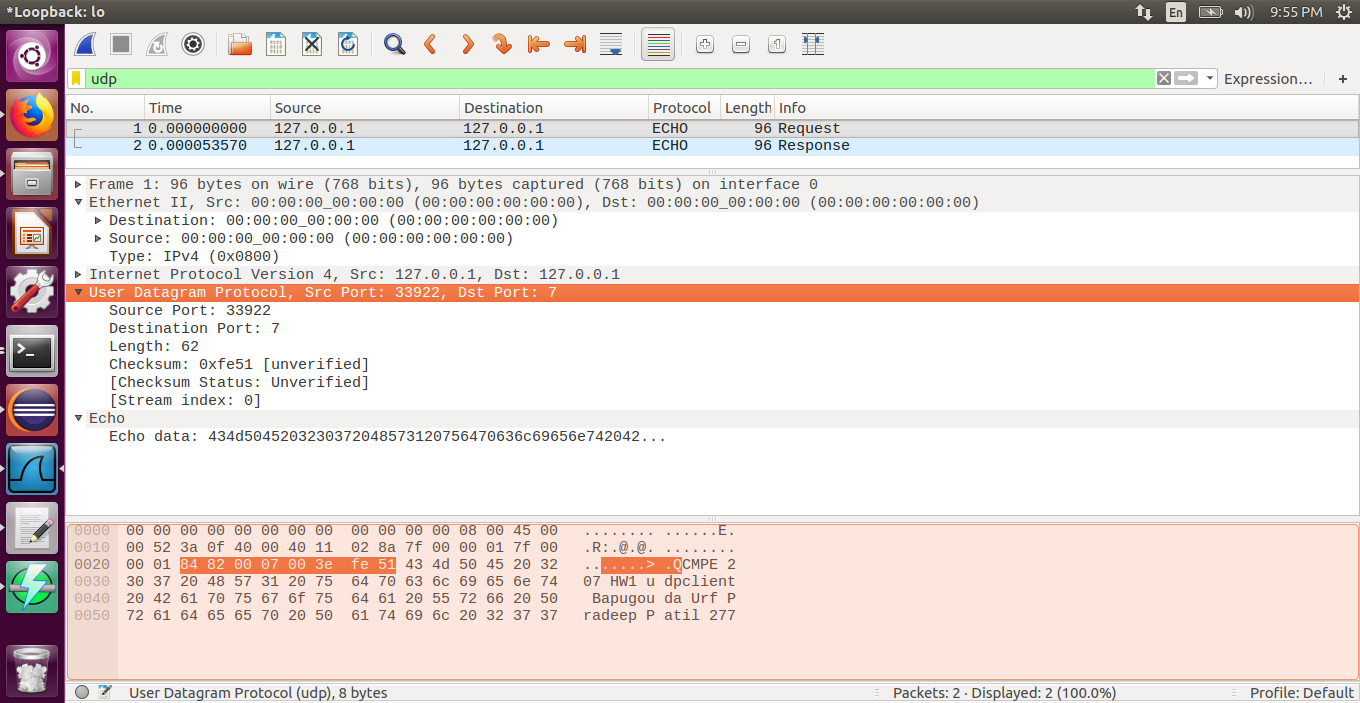 *Loopback: lo
En
9:55 PM
udp
Expression…
+
No. Time Source Destination Protocol Length Info
1 0.000000000 127.0.0.1 127.0.0.1 ECHO 96 Request
2 0.000053570 127.0.0.1 127.0.0.1 ECHO 96 Response
Frame 1: 96 bytes on wire (768 bits), 96 bytes captured (768 bits) on interface 0
Ethernet II, Src: 00:00:00_00:00:00 (00:00:00:00:00:00), Dst: 00:00:00_00:00:00 (00:00:00:00:00:00)
Destination: 00:00:00_00:00:00 (00:00:00:00:00:00)
Source: 00:00:00_00:00:00 (00:00:00:00:00:00)
Type: IPv4 (0x0800)
Internet Protocol Version 4, Src: 127.0.0.1, Dst: 127.0.0.1
User Datagram Protocol, Src Port: 33922, Dst Port: 7
Source Port: 33922
Destination Port: 7
Length: 62
Checksum: 0xfe51 [unverified]
[Checksum Status: Unverified]
[Stream index: 0]
Echo
Echo data: 434d5045203230372048573120756470636c69656e742042...
0000 00 00 00 00 00 00 00 00 00 00 00 00 08 00 45 00 ........ ......E.
0010 00 52 3a 0f 40 00 40 11 02 8a 7f 00 00 01 7f 00 .R:.@.@. ........
0020 00 01 84 82 00 07 00 3e fe 51 43 4d 50 45 20 32 .......> .QCMPE 2
0030 30 37 20 48 57 31 20 75 64 70 63 6c 69 65 6e 74 07 HW1 u dpclient
0040 20 42 61 70 75 67 6f 75 64 61 20 55 72 66 20 50 Bapugou da Urf P
0050 72 61 64 65 65 70 20 50 61 74 69 6c 20 32 37 37 radeep P atil 277
User Datagram Protocol (udp), 8 bytes
Packets: 2 · Displayed: 2 (100.0%)
Profile: Default